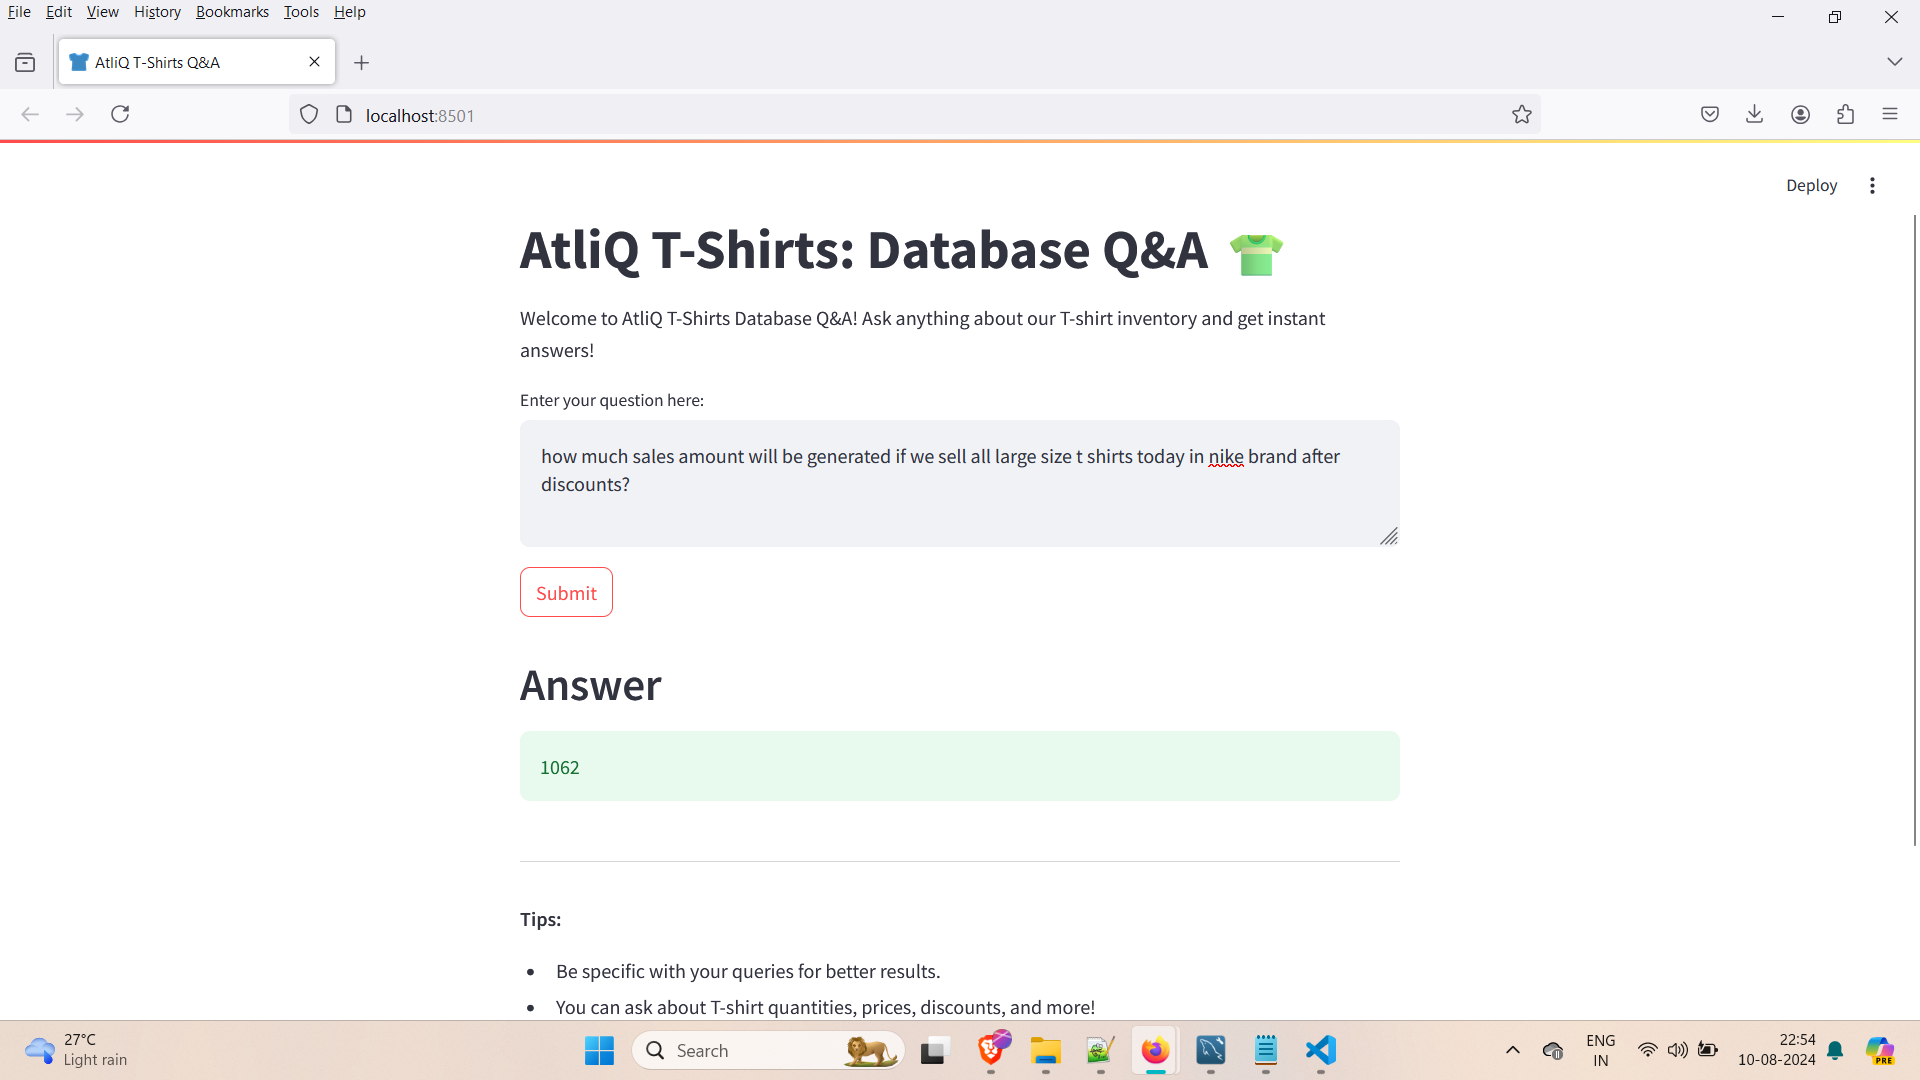 File Edit View History Bookmarks Tools Help
AtliQ T-Shirts Q&A
localhost:8501
Deploy
AtliQ T-Shirts: Database Q&A
Welcome to AtliQ T-Shirts Database Q&A! Ask anything about our T-shirt inventory and get instant
answers!
Enter your question here:
how much sales amount will be generated if we sell all large size t shirts today in nike brand after
discounts?
Submit
Answer
1062
Tips:
Be specific with your queries for better results.
You can ask about T-shirt quantities, prices, discounts, and more!
27°C
Light rain
Search
ENG
IN
22:54
10-08-2024
PRE